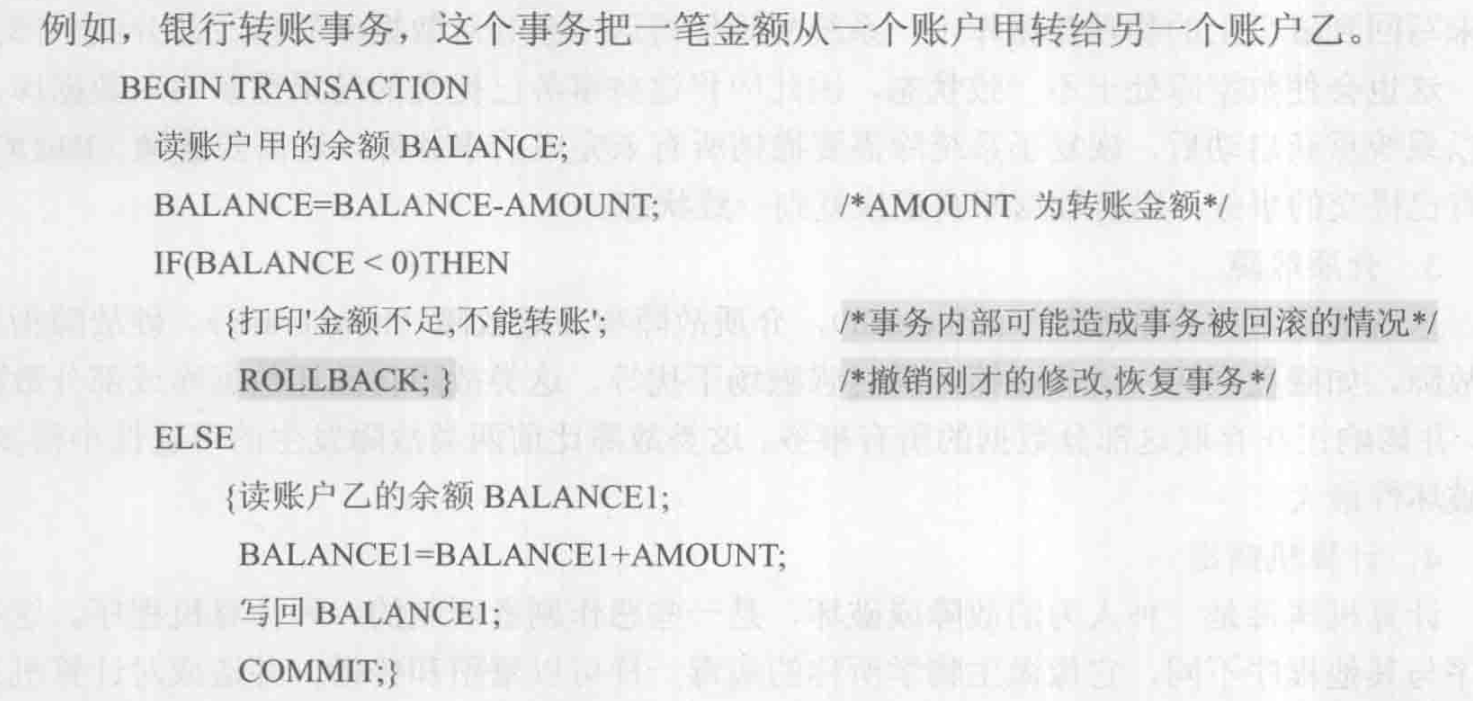 例如，银行转账事务，这个事务把一笔金额从一个账户甲转给另一个账户乙。
BEGIN TRANSACTION
读账户甲的余额 BALANCE;
BALANCE=BALANCE-AMOUNT; /*AMOUNT 为转账金额*/
IF(BALANCE < 0)THEN
{打印'金额不足,不能转账'; /*事务内部可能造成事务被回滚的情况*/
ROLLBACK; } /*撤销刚才的修改,恢复事务*/
ELSE
{读账户乙的余额 BALANCE1;
BALANCE1=BALANCE1+AMOUNT;
写回 BALANCE1;
COMMIT;}